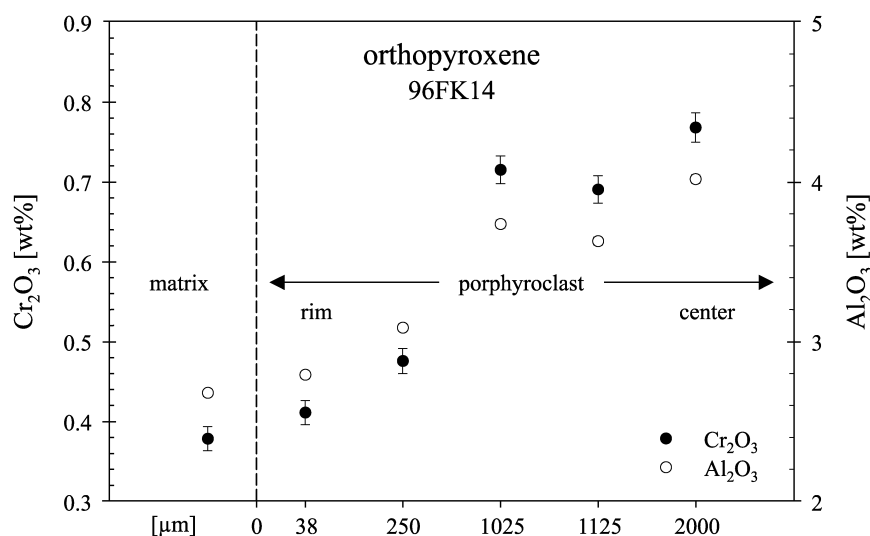 orthopyroxene
96FK14
Cr₂O₃ [wt%]
0.9
0.8
0.7
0.6
0.5
0.4
0.3
Al₂O₃ [wt%]
5
4
3
2
matrix
porphyroclast
rim
center
Cr₂O₃
Al₂O₃
[µm] 0 38 250 1025 1125 2000